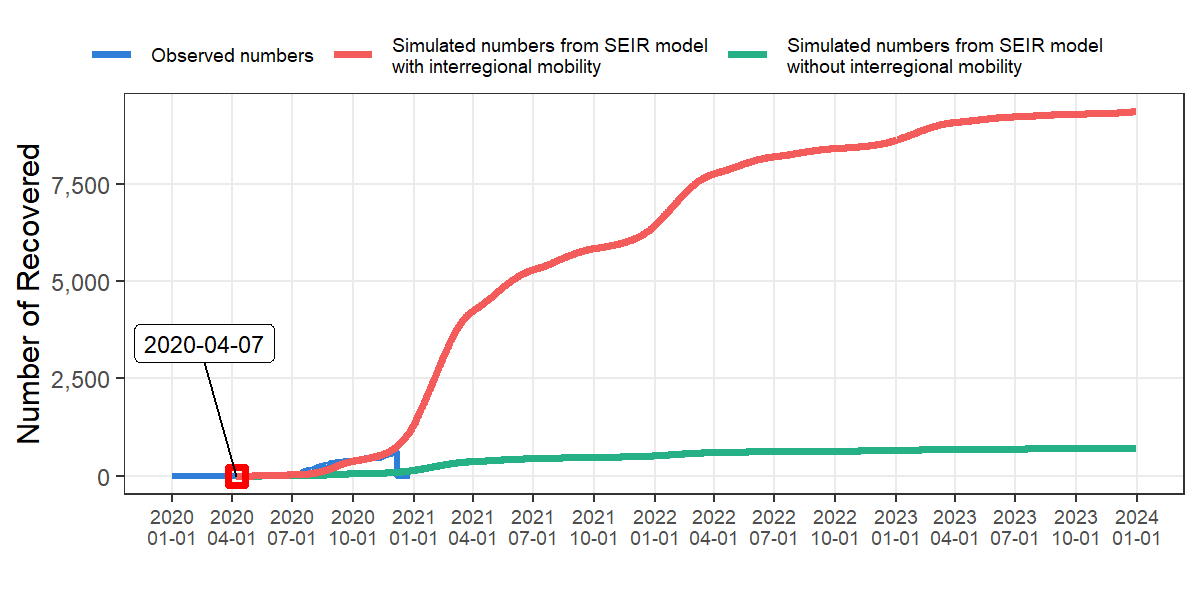 Observed numbers
Simulated numbers from SEIR model
with interregional mobility
Simulated numbers from SEIR model
without interregional mobility
Number of Recovered
7,500
5,000
2,500
0
2020-04-07
2020 2020 2020 2020 2021 2021 2021 2021 2022 2022 2022 2022 2023 2023 2023 2023 2024
01-01 04-01 07-01 10-01 01-01 04-01 07-01 10-01 01-01 04-01 07-01 10-01 01-01 04-01 07-01 10-01 01-01